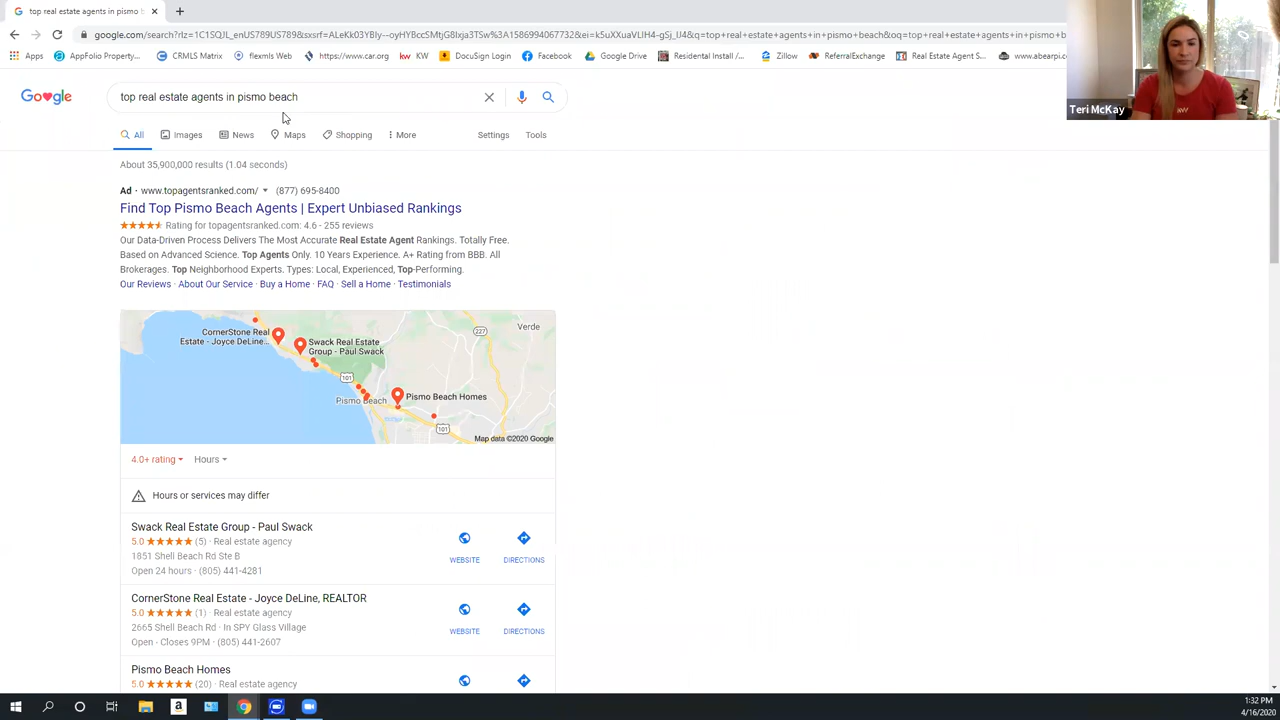 top real estate agents in pismo b
google.com/search?rlz=1C1SQJL_enUS789US789&sxsrf=ALeKk03YBIy--oyHYBccSMtjG8Ixja3TSw%3A1586994067732&ei=k5uXXuaVLIH4-gSj_IJ4&q=top+real+estate+agents+in+pismo+beach&oq=top+real+estate+agents+in+pismo+b
Apps
AppFolio Property...
CRMLS Matrix
flexmls Web
https://www.car.org
kw KW
DocuSign Login
Facebook
Google Drive
Residential Install /...
Zillow
ReferralExchange
Real Estate Agent S...
www.abearpi.co
Teri McKay
Google
top real estate agents in pismo beach
All
Images
News
Maps
Shopping
More
Settings
Tools
About 35,900,000 results (1.04 seconds)
Ad · www.topagentsranked.com/ (877) 695-8400
Find Top Pismo Beach Agents | Expert Unbiased Rankings
Rating for topagentsranked.com: 4.6 - 255 reviews
Our Data-Driven Process Delivers The Most Accurate Real Estate Agent Rankings. Totally Free.
Based on Advanced Science. Top Agents Only. 10 Years Experience. A+ Rating from BBB. All
Brokerages. Top Neighborhood Experts. Types: Local, Experienced, Top-Performing.
Our Reviews · About Our Service · Buy a Home · FAQ · Sell a Home · Testimonials
CornerStone Real
Estate - Joyce DeLine...
Swack Real Estate
Group - Paul Swack
227
Verde
101
Pismo Beach
Pismo Beach Homes
101
Map data ©2020 Google
4.0+ rating
Hours
Hours or services may differ
Swack Real Estate Group - Paul Swack
5.0 (5) · Real estate agency
1851 Shell Beach Rd Ste B
Open 24 hours · (805) 441-4281
WEBSITE
DIRECTIONS
CornerStone Real Estate - Joyce DeLine, REALTOR
5.0 (1) · Real estate agency
2665 Shell Beach Rd · In SPY Glass Village
Open · Closes 9PM · (805) 441-2607
WEBSITE
DIRECTIONS
Pismo Beach Homes
5.0 (20) · Real estate agency
1:32 PM
4/16/2020